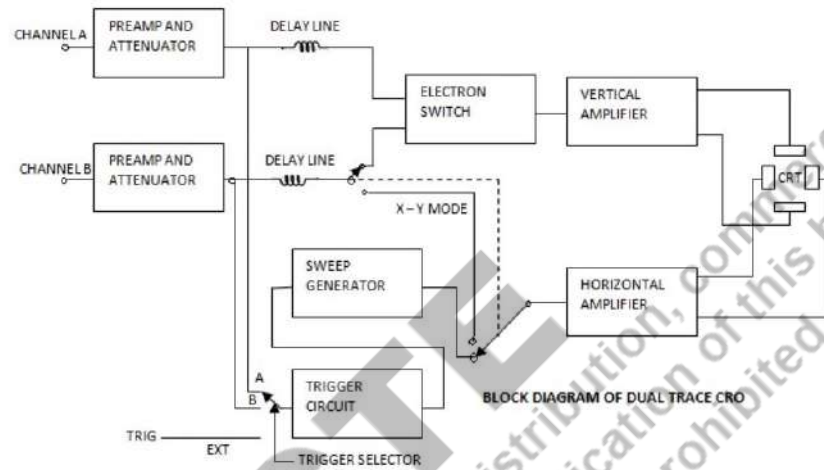 PREAMP AND
ATTENUATOR
CHANNEL A
DELAY LINE
ELECTRON
SWITCH
VERTICAL
AMPLIFIER
PREAMP AND
ATTENUATOR
CHANNEL B
DELAY LINE
CRT
X – Y MODE
SWEEP
GENERATOR
HORIZONTAL
AMPLIFIER
A
B
TRIGGER
CIRCUIT
BLOCK DIAGRAM OF DUAL TRACE CRO
TRIG
EXT
TRIGGER SELECTOR